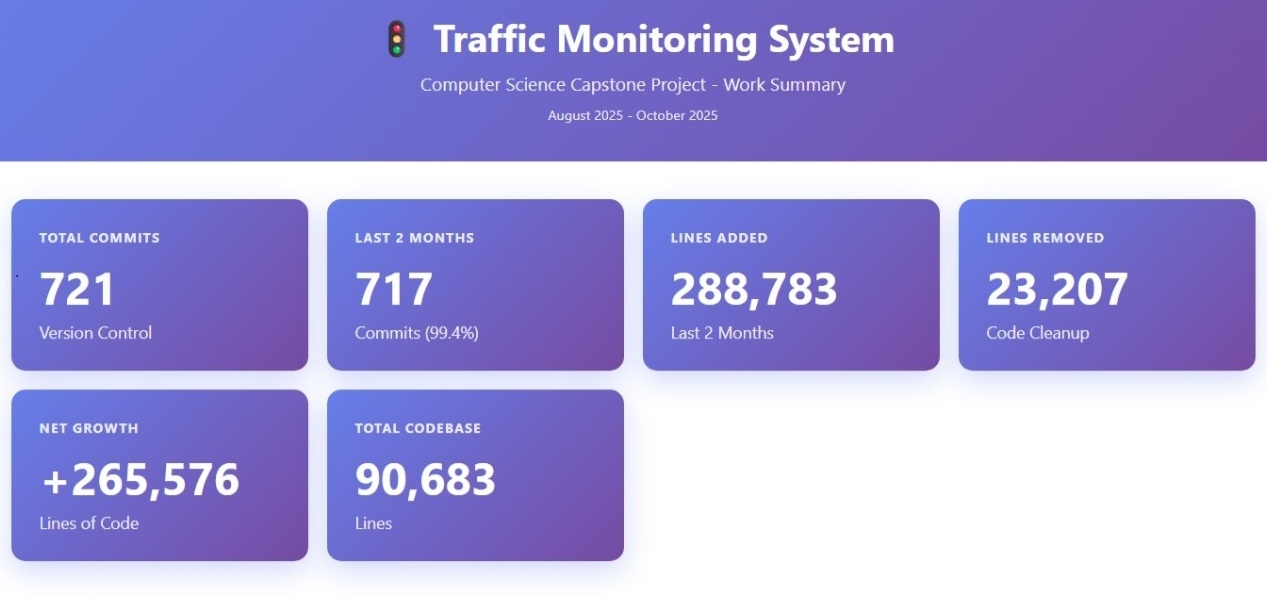 Traffic Monitoring System
Computer Science Capstone Project - Work Summary
August 2025 - October 2025
TOTAL COMMITS
721
Version Control
LAST 2 MONTHS
717
Commits (99.4%)
LINES ADDED
288,783
Last 2 Months
LINES REMOVED
23,207
Code Cleanup
NET GROWTH
+265,576
Lines of Code
TOTAL CODEBASE
90,683
Lines